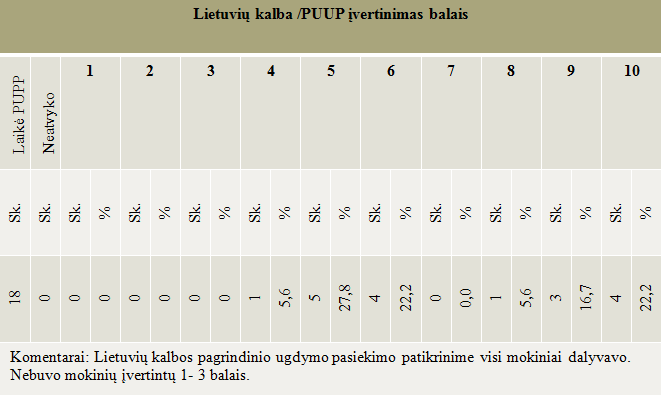 Lietuvių kalba /PUUP įvertinimas balais
Laikė PUPP Neatvyko 1 2 3 4 5 6 7 8 9 10
Sk. Sk. Sk. % Sk. % Sk. % Sk. % Sk. % Sk. % Sk. % Sk. % Sk. % Sk. %
18 0 0 0 0 0 0 0 1 5,6 5 27,8 4 22,2 0 0,0 1 5,6 3 16,7 4 22,2
Komentarai: Lietuvių kalbos pagrindinio ugdymo pasiekimo patikrinime visi mokiniai dalyvavo.
Nebuvo mokinių įvertintų 1- 3 balais.